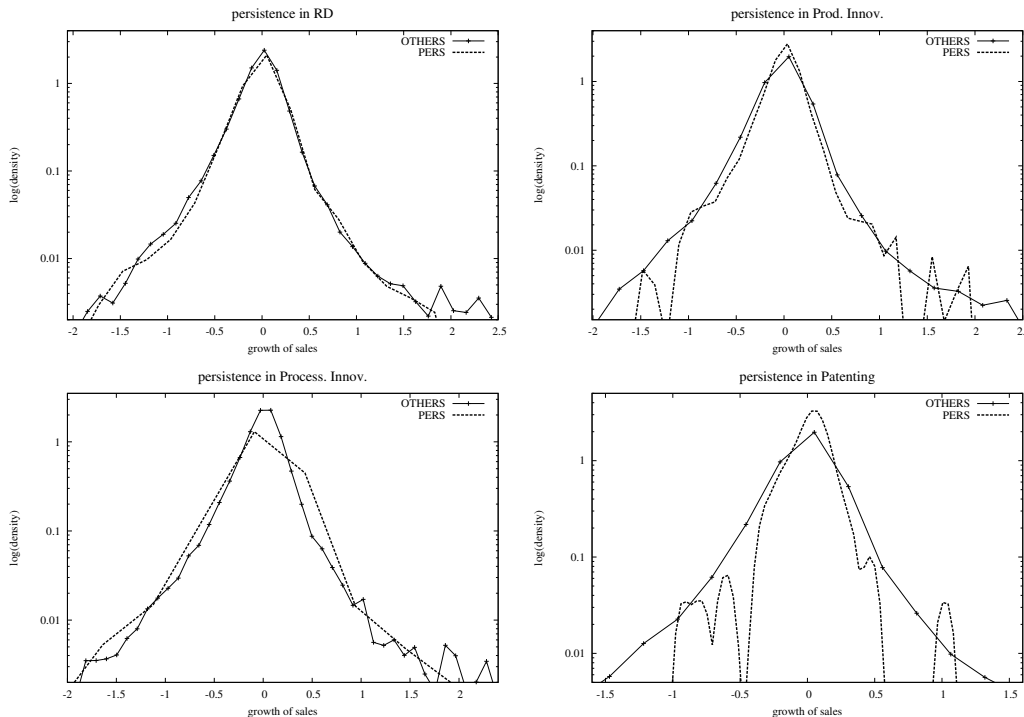 persistence in RD
OTHERS
PERS
log(density)
1
0.1
0.01
-2 -1.5 -1 -0.5 0 0.5 1 1.5 2 2.5
growth of sales
persistence in Prod. Innov.
OTHERS
PERS
log(density)
1
0.1
0.01
-2 -1.5 -1 -0.5 0 0.5 1 1.5 2 2.5
growth of sales
persistence in Process. Innov.
OTHERS
PERS
log(density)
1
0.1
0.01
-2 -1.5 -1 -0.5 0 0.5 1 1.5 2
growth of sales
persistence in Patenting
OTHERS
PERS
log(density)
1
0.1
0.01
-1.5 -1 -0.5 0 0.5 1 1.5
growth of sales